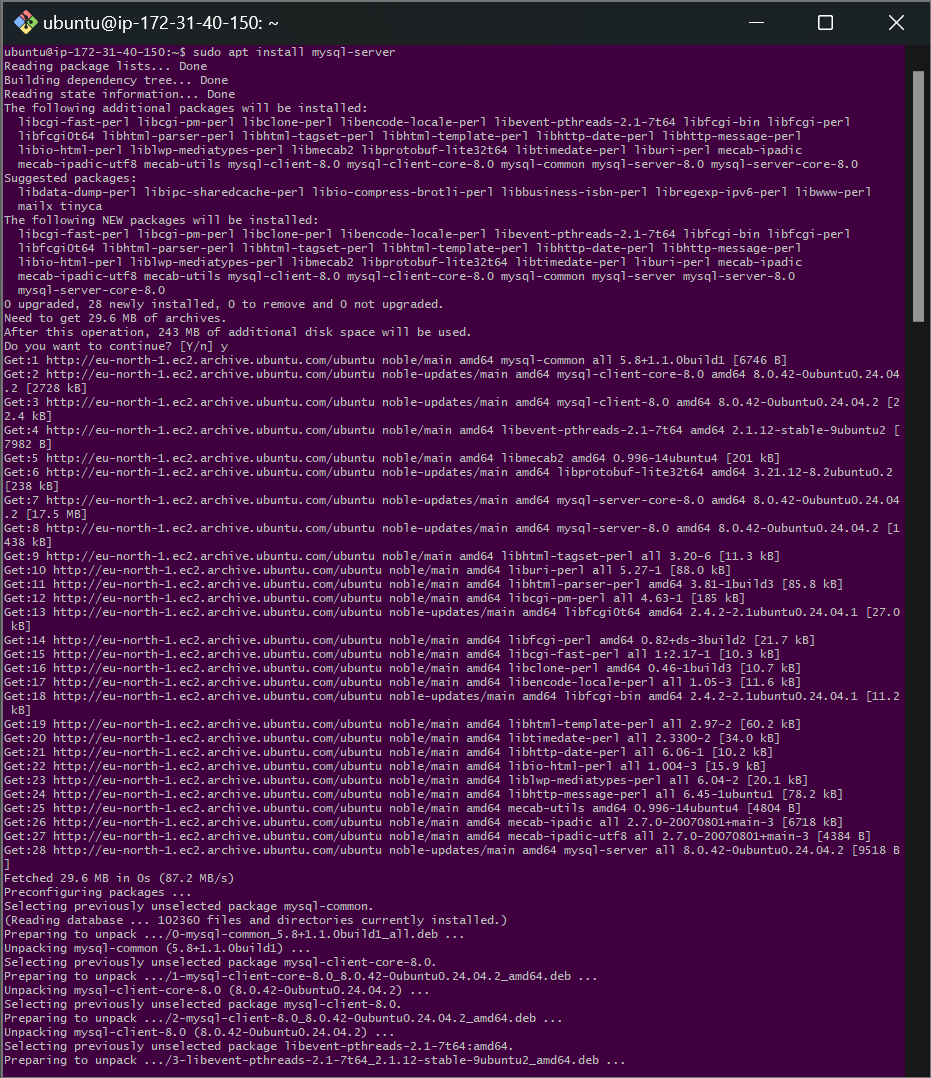 ubuntu@ip-172-31-40-150: ~
ubuntu@ip-172-31-40-150:~$ sudo apt install mysql-server
Reading package lists... Done
Building dependency tree... Done
Reading state information... Done
The following additional packages will be installed:
  libcgi-fast-perl libcgi-pm-perl libclone-perl libencode-locale-perl libevent-pthreads-2.1-7t64 libfcgi-bin libfcgi-perl
  libfcgi0t64 libhtml-parser-perl libhtml-tagset-perl libhtml-template-perl libhttp-date-perl libhttp-message-perl
  libio-html-perl liblwp-mediatypes-perl libmecab2 libprotobuf-lite32t64 libtimedate-perl liburi-perl mecab-ipadic
  mecab-ipadic-utf8 mecab-utils mysql-client-8.0 mysql-client-core-8.0 mysql-common mysql-server-8.0 mysql-server-core-8.0
Suggested packages:
  libdata-dump-perl libipc-sharedcache-perl libio-compress-brotli-perl libbusiness-isbn-perl libregexp-ipv6-perl libwww-perl
  mailx tinyca
The following NEW packages will be installed:
  libcgi-fast-perl libcgi-pm-perl libclone-perl libencode-locale-perl libevent-pthreads-2.1-7t64 libfcgi-bin libfcgi-perl
  libfcgi0t64 libhtml-parser-perl libhtml-tagset-perl libhtml-template-perl libhttp-date-perl libhttp-message-perl
  libio-html-perl liblwp-mediatypes-perl libmecab2 libprotobuf-lite32t64 libtimedate-perl liburi-perl mecab-ipadic
  mecab-ipadic-utf8 mecab-utils mysql-client-8.0 mysql-client-core-8.0 mysql-common mysql-server mysql-server-8.0
  mysql-server-core-8.0
0 upgraded, 28 newly installed, 0 to remove and 0 not upgraded.
Need to get 29.6 MB of archives.
After this operation, 243 MB of additional disk space will be used.
Do you want to continue? [Y/n] y
Get:1 http://eu-north-1.ec2.archive.ubuntu.com/ubuntu noble/main amd64 mysql-common all 5.8+1.1.0build1 [6746 B]
Get:2 http://eu-north-1.ec2.archive.ubuntu.com/ubuntu noble-updates/main amd64 mysql-client-core-8.0 amd64 8.0.42-0ubuntu0.24.04
.2 [2728 kB]
Get:3 http://eu-north-1.ec2.archive.ubuntu.com/ubuntu noble-updates/main amd64 mysql-client-8.0 amd64 8.0.42-0ubuntu0.24.04.2 [2
2.4 kB]
Get:4 http://eu-north-1.ec2.archive.ubuntu.com/ubuntu noble/main amd64 libevent-pthreads-2.1-7t64 amd64 2.1.12-stable-9ubuntu2 [
7982 B]
Get:5 http://eu-north-1.ec2.archive.ubuntu.com/ubuntu noble/main amd64 libmecab2 amd64 0.996-14ubuntu4 [201 kB]
Get:6 http://eu-north-1.ec2.archive.ubuntu.com/ubuntu noble-updates/main amd64 libprotobuf-lite32t64 amd64 3.21.12-8.2ubuntu0.2
[238 kB]
Get:7 http://eu-north-1.ec2.archive.ubuntu.com/ubuntu noble-updates/main amd64 mysql-server-core-8.0 amd64 8.0.42-0ubuntu0.24.04
.2 [17.5 MB]
Get:8 http://eu-north-1.ec2.archive.ubuntu.com/ubuntu noble-updates/main amd64 mysql-server-8.0 amd64 8.0.42-0ubuntu0.24.04.2 [1
438 kB]
Get:9 http://eu-north-1.ec2.archive.ubuntu.com/ubuntu noble/main amd64 libhtml-tagset-perl all 3.20-6 [11.3 kB]
Get:10 http://eu-north-1.ec2.archive.ubuntu.com/ubuntu noble/main amd64 liburi-perl all 5.27-1 [88.0 kB]
Get:11 http://eu-north-1.ec2.archive.ubuntu.com/ubuntu noble/main amd64 libhtml-parser-perl amd64 3.81-1build3 [85.8 kB]
Get:12 http://eu-north-1.ec2.archive.ubuntu.com/ubuntu noble/main amd64 libcgi-pm-perl all 4.63-1 [185 kB]
Get:13 http://eu-north-1.ec2.archive.ubuntu.com/ubuntu noble-updates/main amd64 libfcgi0t64 amd64 2.4.2-2.1ubuntu0.24.04.1 [27.0
 kB]
Get:14 http://eu-north-1.ec2.archive.ubuntu.com/ubuntu noble/main amd64 libfcgi-perl amd64 0.82+ds-3build2 [21.7 kB]
Get:15 http://eu-north-1.ec2.archive.ubuntu.com/ubuntu noble/main amd64 libcgi-fast-perl all 1:2.17-1 [10.3 kB]
Get:16 http://eu-north-1.ec2.archive.ubuntu.com/ubuntu noble/main amd64 libclone-perl amd64 0.46-1build3 [10.7 kB]
Get:17 http://eu-north-1.ec2.archive.ubuntu.com/ubuntu noble/main amd64 libencode-locale-perl all 1.05-3 [11.6 kB]
Get:18 http://eu-north-1.ec2.archive.ubuntu.com/ubuntu noble-updates/main amd64 libfcgi-bin amd64 2.4.2-2.1ubuntu0.24.04.1 [11.2
 kB]
Get:19 http://eu-north-1.ec2.archive.ubuntu.com/ubuntu noble/main amd64 libhtml-template-perl all 2.97-2 [60.2 kB]
Get:20 http://eu-north-1.ec2.archive.ubuntu.com/ubuntu noble/main amd64 libtimedate-perl all 2.3300-2 [34.0 kB]
Get:21 http://eu-north-1.ec2.archive.ubuntu.com/ubuntu noble/main amd64 libhttp-date-perl all 6.06-1 [10.2 kB]
Get:22 http://eu-north-1.ec2.archive.ubuntu.com/ubuntu noble/main amd64 libio-html-perl all 1.004-3 [15.9 kB]
Get:23 http://eu-north-1.ec2.archive.ubuntu.com/ubuntu noble/main amd64 liblwp-mediatypes-perl all 6.04-2 [20.1 kB]
Get:24 http://eu-north-1.ec2.archive.ubuntu.com/ubuntu noble/main amd64 libhttp-message-perl all 6.45-1ubuntu1 [78.2 kB]
Get:25 http://eu-north-1.ec2.archive.ubuntu.com/ubuntu noble/main amd64 mecab-utils amd64 0.996-14ubuntu4 [4804 B]
Get:26 http://eu-north-1.ec2.archive.ubuntu.com/ubuntu noble/main amd64 mecab-ipadic all 2.7.0-20070801+main-3 [6718 kB]
Get:27 http://eu-north-1.ec2.archive.ubuntu.com/ubuntu noble/main amd64 mecab-ipadic-utf8 all 2.7.0-20070801+main-3 [4384 B]
Get:28 http://eu-north-1.ec2.archive.ubuntu.com/ubuntu noble-updates/main amd64 mysql-server all 8.0.42-0ubuntu0.24.04.2 [9518 B
]
Fetched 29.6 MB in 0s (87.2 MB/s)
Preconfiguring packages ...
Selecting previously unselected package mysql-common.
(Reading database ... 102360 files and directories currently installed.)
Preparing to unpack .../0-mysql-common_5.8+1.1.0build1_all.deb ...
Unpacking mysql-common (5.8+1.1.0build1) ...
Selecting previously unselected package mysql-client-core-8.0.
Preparing to unpack .../1-mysql-client-core-8.0_8.0.42-0ubuntu0.24.04.2_amd64.deb ...
Unpacking mysql-client-core-8.0 (8.0.42-0ubuntu0.24.04.2) ...
Selecting previously unselected package mysql-client-8.0.
Preparing to unpack .../2-mysql-client-8.0_8.0.42-0ubuntu0.24.04.2_amd64.deb ...
Unpacking mysql-client-8.0 (8.0.42-0ubuntu0.24.04.2) ...
Selecting previously unselected package libevent-pthreads-2.1-7t64:amd64.
Preparing to unpack .../3-libevent-pthreads-2.1-7t64_2.1.12-stable-9ubuntu2_amd64.deb ...